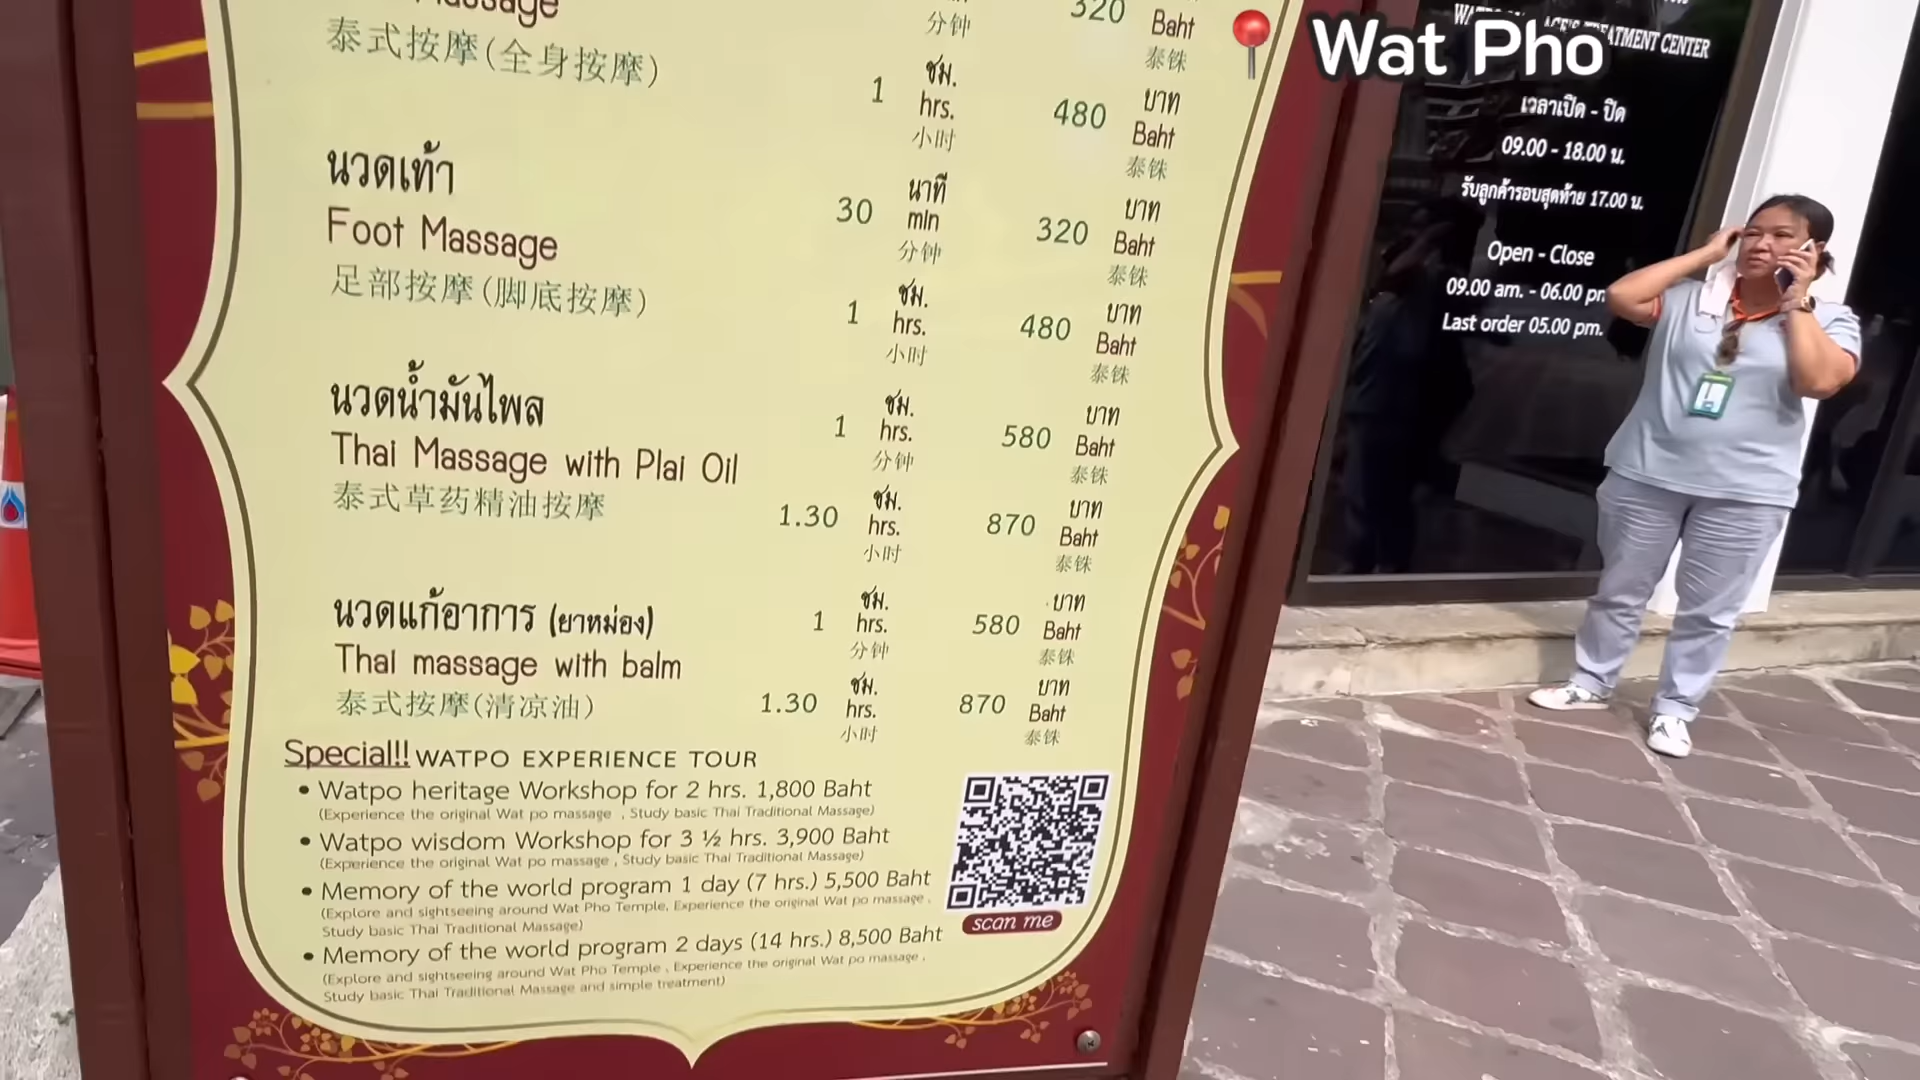 Massage
泰式按摩(全身按摩)
分钟
320
Baht
泰铢
1
ชม.
hrs.
小时
480
บาท
Baht
泰铢
นวดเท้า
Foot Massage
足部按摩(脚底按摩)
30
นาที
min
分钟
320
บาท
Baht
泰铢
1
ชม.
hrs.
小时
480
บาท
Baht
泰铢
นวดน้ำมันไพล
Thai Massage with Plai Oil
泰式草药精油按摩
1
ชม.
hrs.
分钟
580
บาท
Baht
泰铢
1.30
ชม.
hrs.
小时
870
บาท
Baht
泰铢
นวดแก้อาการ (ยาหม่อง)
Thai massage with balm
泰式按摩(清凉油)
1
ชม.
hrs.
分钟
580
บาท
Baht
泰铢
1.30
ชม.
hrs.
小时
870
บาท
Baht
泰铢
Special!! WATPO EXPERIENCE TOUR
• Watpo heritage Workshop for 2 hrs. 1,800 Baht
(Experience the original Wat po massage , Study basic Thai Traditional Massage)
• Watpo wisdom Workshop for 3 ½ hrs. 3,900 Baht
(Experience the original Wat po massage , Study basic Thai Traditional Massage)
• Memory of the world program 1 day (7 hrs.) 5,500 Baht
(Explore and sightseeing around Wat Pho Temple, Experience the original Wat po massage ,
Study basic Thai Traditional Massage)
• Memory of the world program 2 days (14 hrs.) 8,500 Baht
(Explore and sightseeing around Wat Pho Temple , Experience the original Wat po massage ,
Study basic Thai Traditional Massage and simple treatment)
scan me
Wat Pho
TREATMENT CENTER
เวลาเปิด - ปิด
09.00 - 18.00 น.
รับลูกค้ารอบสุดท้าย 17.00 น.
Open - Close
09.00 am. - 06.00 pm
Last order 05.00 pm.